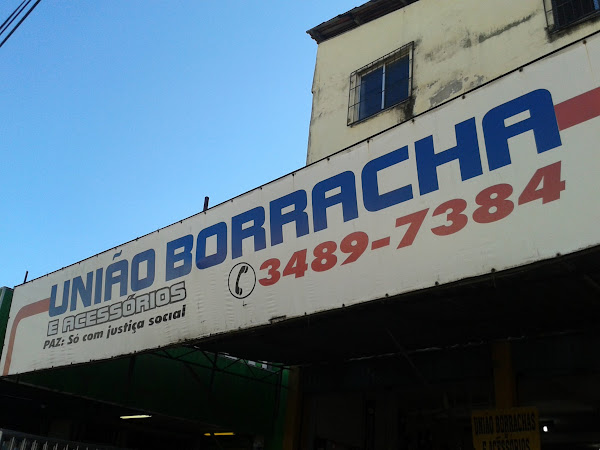 UNIÃO BORRACHA
E ACESSÓRIOS
3489-7384
PAZ: Só com justiça social
UNIÃO BORRACHAS
E ACESSÓRIOS